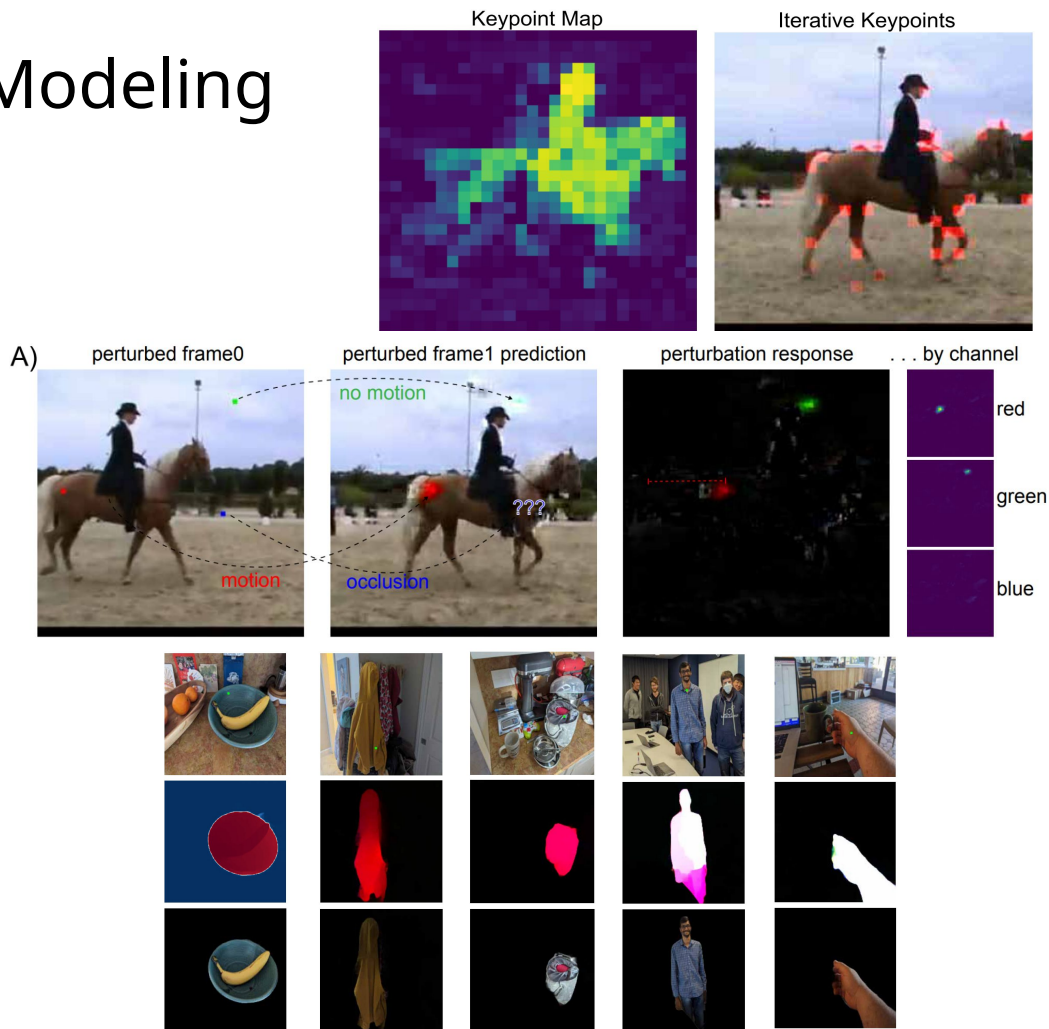 Modeling
Keypoint Map
Iterative Keypoints
A)
perturbed frame0
perturbed frame1 prediction
perturbation response
. . . by channel
no motion
red
???
green
motion
occlusion
blue